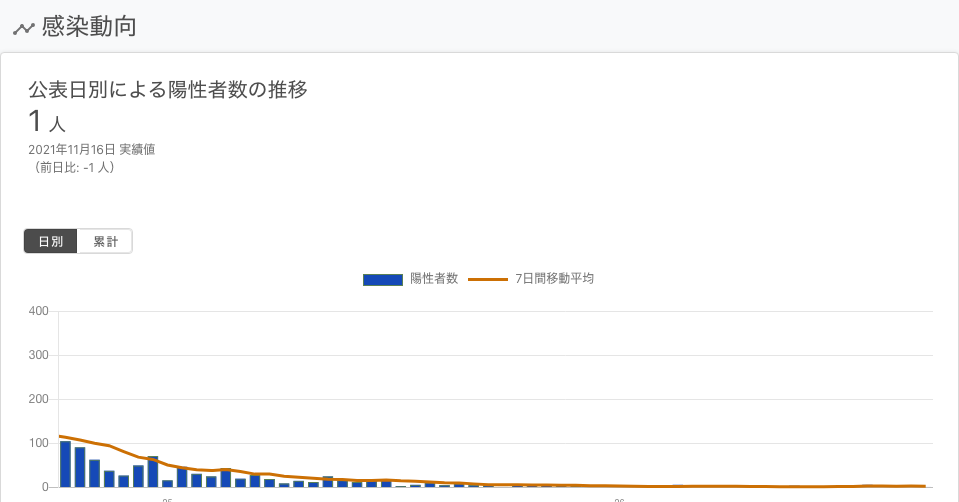 感染動向
公表日別による陽性者数の推移
1 人
2021年11月16日 実績値
（前日比: -1 人）
日別 累計
陽性者数 7日間移動平均
400
300
200
100
0